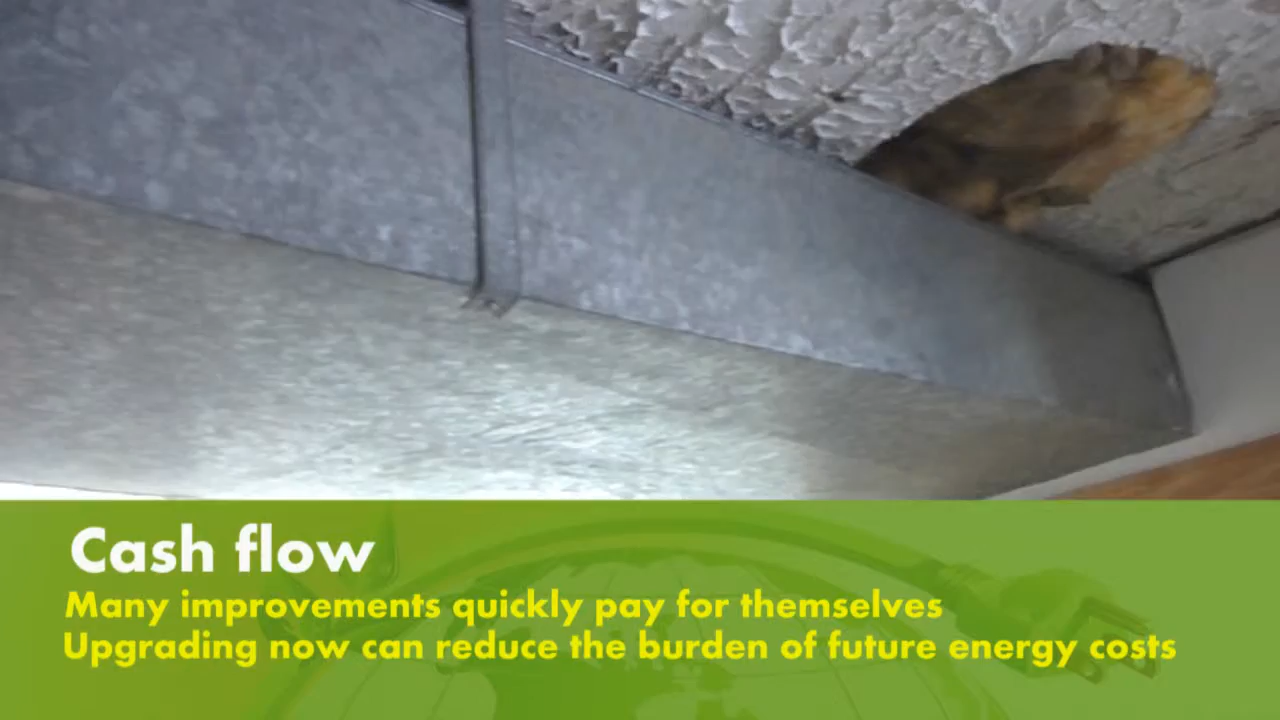 Cash flow
Many improvements quickly pay for themselves
Upgrading now can reduce the burden of future energy costs